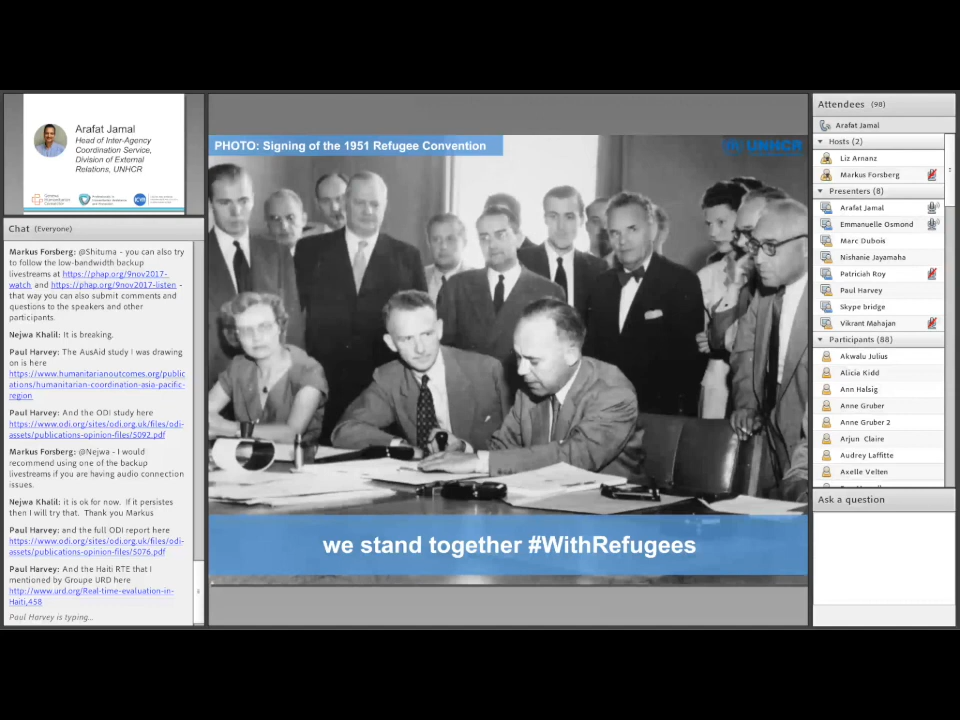 Arafat Jamal
Head of Inter-Agency
Coordination Service,
Division of External
Relations, UNHCR
Chat (Everyone)
Markus Forsberg: @Shituma - you can also try
to follow the low-bandwidth backup
livestreams at https://phap.org/9nov2017-
watch and https://phap.org/9nov2017-listen -
that way you can also submit comments and
questions to the speakers and other
participants.
Nejwa Khalil: It is breaking.
Paul Harvey: The AusAid study I was drawing
on is here
https://www.humanitarianoutcomes.org/public
ations/humanitarian-coordination-asia-pacific-
region
Paul Harvey: And the ODI study here
https://www.odi.org/sites/odi.org.uk/files/odi-
assets/publications-opinion-files/5092.pdf
Markus Forsberg: @Nejwa - I would
recommend using one of the backup
livestreams if you are having audio connection
issues.
Nejwa Khalil: it is ok for now. If it persistes
then I will try that. Thank you Markus
Paul Harvey: and the full ODI report here
https://www.odi.org/sites/odi.org.uk/files/odi-
assets/publications-opinion-files/5076.pdf
Paul Harvey: And the Haiti RTE that I
mentioned by Groupe URD here
http://www.urd.org/Real-time-evaluation-in-
Haiti,458
Paul Harvey is typing...
PHOTO: Signing of the 1951 Refugee Convention
UNHCR
we stand together #WithRefugees
Attendees (98)
Arafat Jamal
Hosts (2)
Liz Arnanz
Markus Forsberg
Presenters (8)
Arafat Jamal
Emmanuelle Osmond
Marc Dubois
Nishanie Jayamaha
Patriciah Roy
Paul Harvey
Skype bridge
Vikrant Mahajan
Participants (88)
Akwalu Julius
Alicia Kidd
Ann Halsig
Anne Gruber
Anne Gruber 2
Arjun Claire
Audrey Laffitte
Axelle Velten
Ask a question